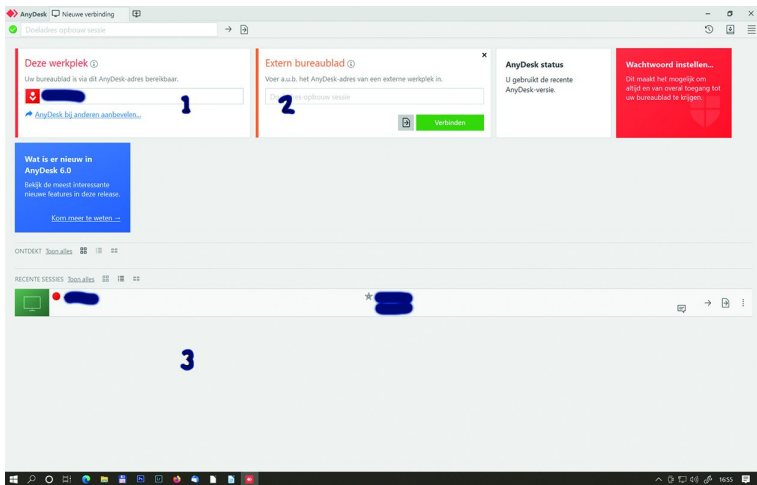 AnyDesk Nieuwe verbinding
Doeladres opbouw sessie
Deze werkplek
Uw bureaublad is via dit AnyDesk-adres bereikbaar.
1
AnyDesk bij anderen aanbevelen...
Extern bureaublad
Voer a.u.b. het AnyDesk-adres van een externe werkplek in.
2 opbouw sessie
Verbinden
AnyDesk status
U gebruikt de recente
AnyDesk-versie.
Wachtwoord instellen...
Dit maakt het mogelijk om
altijd en van overal toegang tot
uw bureaublad te krijgen.
Wat is er nieuw in
AnyDesk 6.0
Bekijk de meest interessante
nieuwe features in deze release.
Kom meer te weten →
ONTDEKT Toon alles
RECENTE SESSIES Toon alles
3
16:55